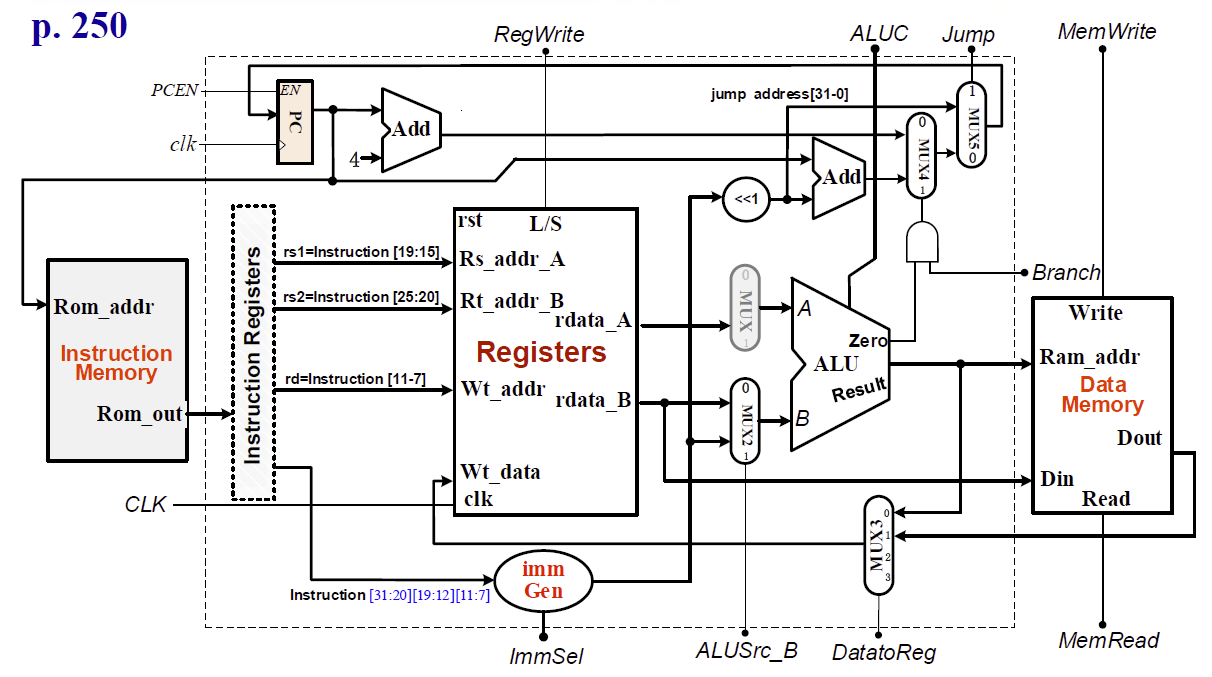 p. 250
RegWrite
ALUC
Jump
MemWrite
PCEN
EN
PC
clk
Add
4
jump address[31-0]
0
MUX4
1
1
MUX5
0
Add
<<1
Instruction Registers
rs1=Instruction [19:15]
rs2=Instruction [25:20]
rd=Instruction [11-7]
rst
L/S
Rs_addr_A
Rt_addr_B
rdata_A
Registers
Wt_addr
rdata_B
Wt_data
clk
Rom_addr
Instruction
Memory
Rom_out
CLK
0
MUX
1
0
MUX2
1
A
Zero
ALU
Result
B
Branch
Write
Ram_addr
Data
Memory
Dout
Din
Read
MUX3
0
1
2
3
imm
Gen
Instruction [31:20][19:12][11:7]
ImmSel
ALUSrc_B
DatatoReg
MemRead